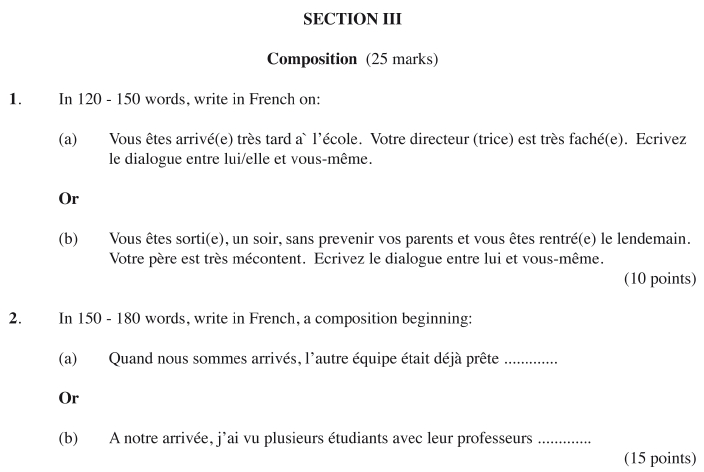 SECTION III
Composition (25 marks)
1. In 120 - 150 words, write in French on:
(a) Vous êtes arrivé(e) très tard a` l’école. Votre directeur (trice) est très faché(e). Ecrivez
le dialogue entre lui/elle et vous-même.
Or
(b) Vous êtes sorti(e), un soir, sans prevenir vos parents et vous êtes rentré(e) le lendemain.
Votre père est très mécontent. Ecrivez le dialogue entre lui et vous-même.
(10 points)
2. In 150 - 180 words, write in French, a composition beginning:
(a) Quand nous sommes arrivés, l’autre équipe était déjà prête .............
Or
(b) A notre arrivée, j’ai vu plusieurs étudiants avec leur professeurs .............
(15 points)